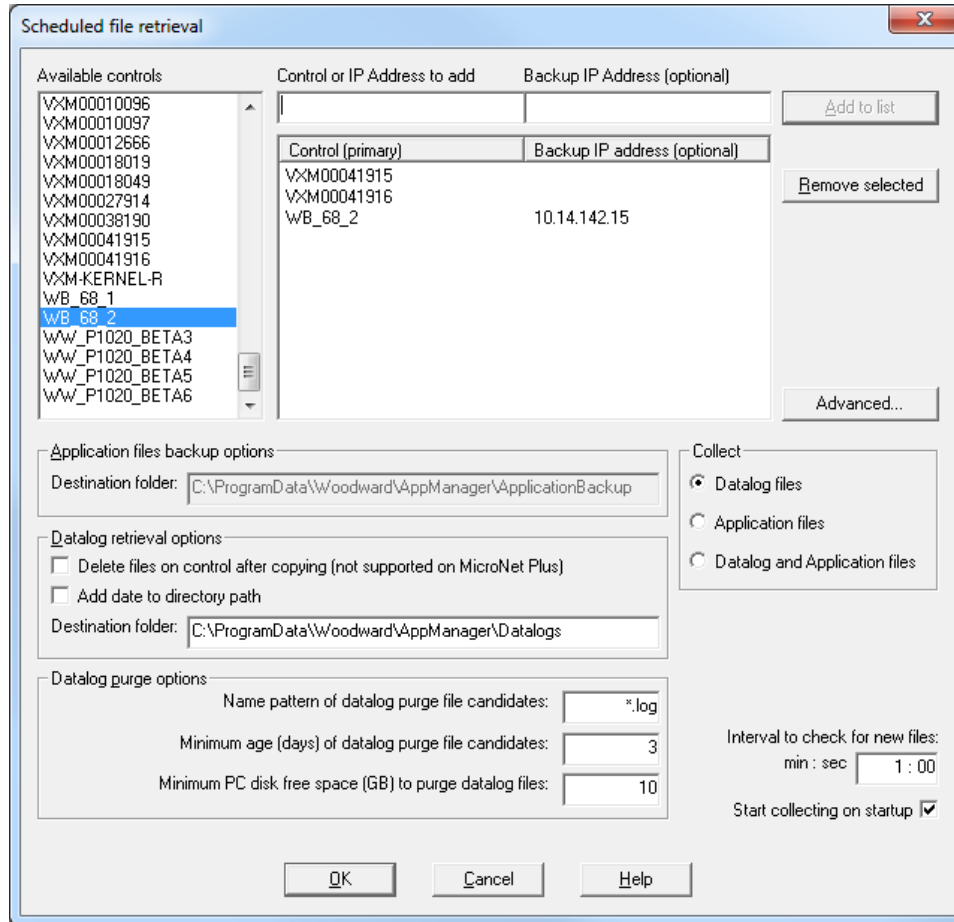 Scheduled file retrieval
x
Available controls
Control or IP Address to add
Backup IP Address (optional)
VXM00010096
VXM00010097
VXM00012666
VXM00018019
VXM00018049
VXM00027914
VXM00038190
VXM00041915
VXM00041916
VXM-KERNEL-R
WB_68_1
WB_68_2
WW_P1020_BETA3
WW_P1020_BETA4
WW_P1020_BETA5
WW_P1020_BETA6
Add to list
Control (primary) Backup IP address (optional)
VXM00041915
VXM00041916
WB_68_2 10.14.142.15
Remove selected
Advanced...
Application files backup options
Destination folder: C:\ProgramData\Woodward\AppManager\ApplicationBackup
Collect
Datalog files
Application files
Datalog and Application files
Datalog retrieval options
Delete files on control after copying (not supported on MicroNet Plus)
Add date to directory path
Destination folder: C:\ProgramData\Woodward\AppManager\Datalogs
Datalog purge options
Name pattern of datalog purge file candidates: *.log
Minimum age (days) of datalog purge file candidates: 3
Minimum PC disk free space (GB) to purge datalog files: 10
Interval to check for new files:
min : sec 1 : 00
Start collecting on startup
OK Cancel Help